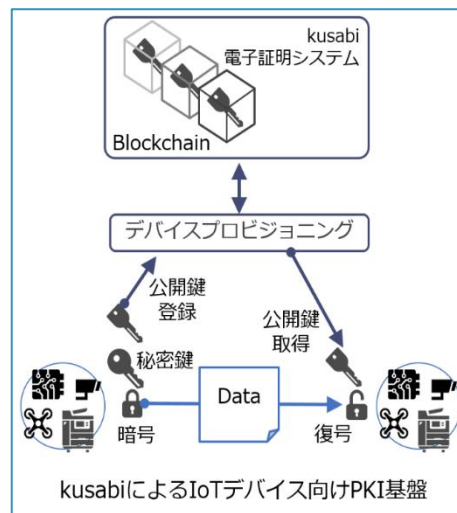 kusabi
電子証明システム
Blockchain
デバイスプロビジョニング
公開鍵
登録
公開鍵
取得
秘密鍵
Data
暗号
復号
kusabiによるIoTデバイス向けPKI基盤